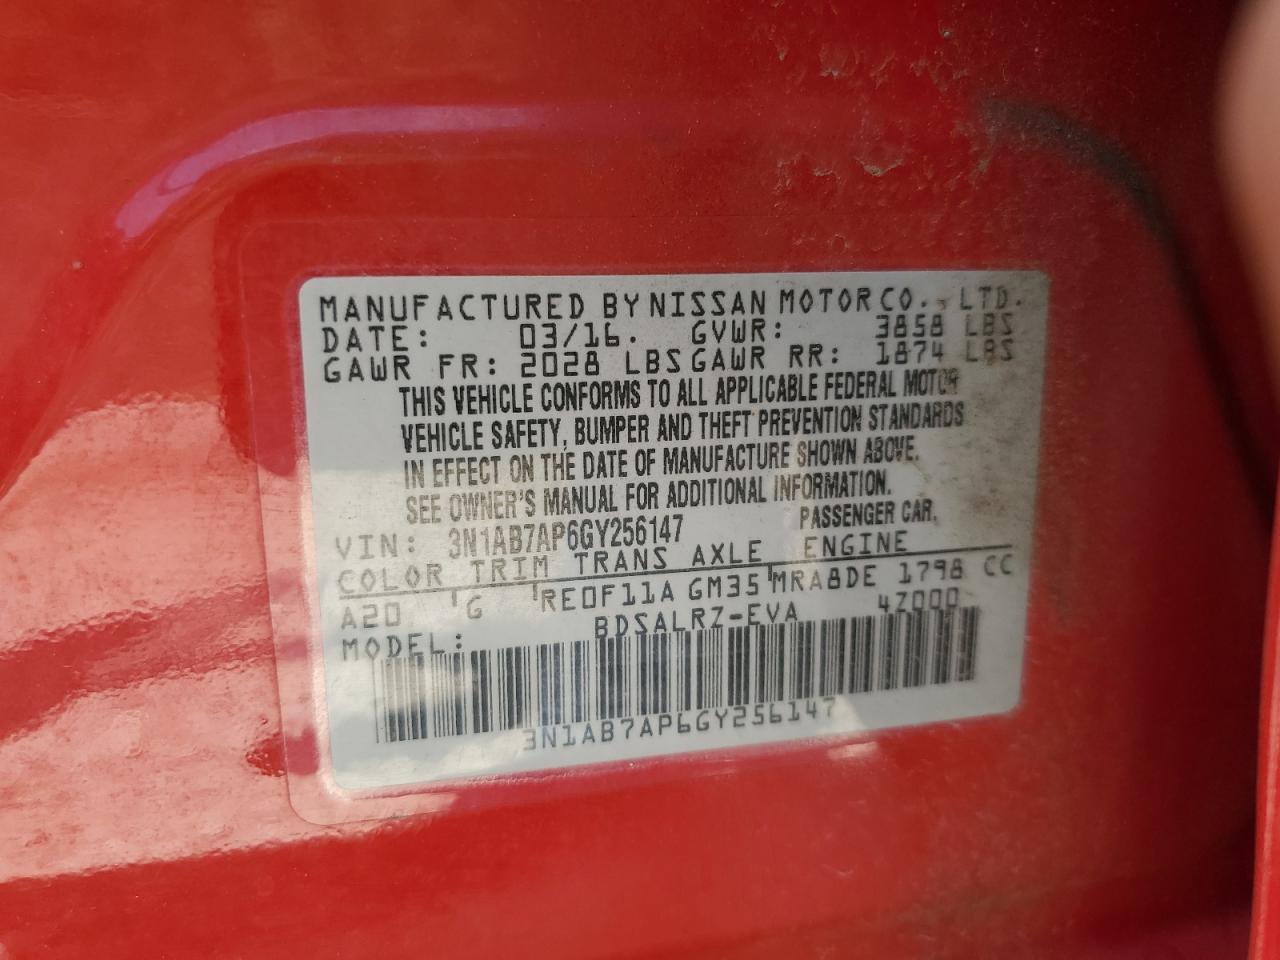 MANUFACTURED BY NISSAN MOTOR CO., LTD.
DATE: 03/16. GVWR: 3858 LBS
GAWR FR: 2028 LBS GAWR RR: 1874 LBS
THIS VEHICLE CONFORMS TO ALL APPLICABLE FEDERAL MOTOR
VEHICLE SAFETY, BUMPER AND THEFT PREVENTION STANDARDS
IN EFFECT ON THE DATE OF MANUFACTURE SHOWN ABOVE.
SEE OWNER'S MANUAL FOR ADDITIONAL INFORMATION.
VIN: 3N1AB7AP6GY256147 PASSENGER CAR.
COLOR TRIM TRANS AXLE ENGINE
A20 G RE0F11A GM35 MRA8DE 1798 CC
MODEL: BDSALRZ-EVA 4Z000
3N1AB7AP6GY256147